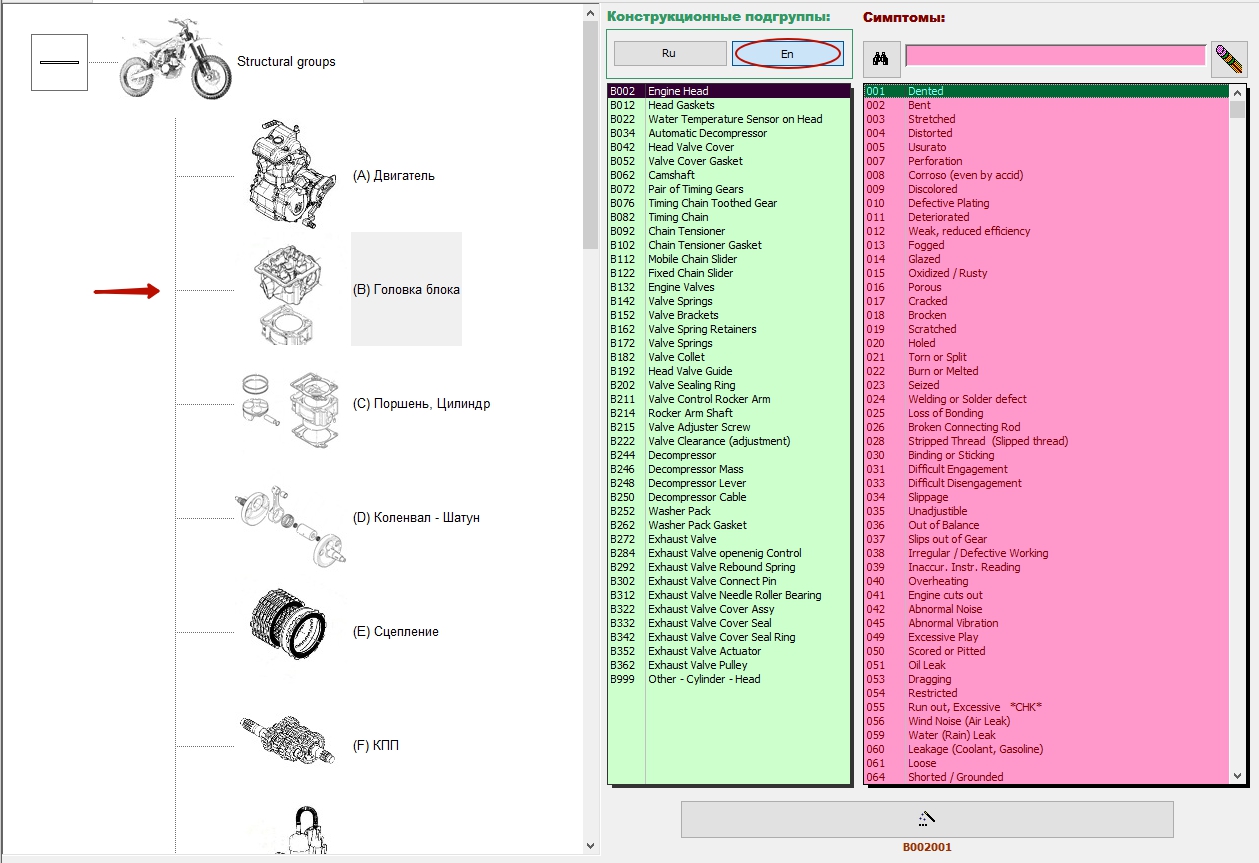 Structural groups
(A) Двигатель
(B) Головка блока
(C) Поршень, Цилиндр
(D) Коленвал - Шатун
(E) Сцепление
(F) КПП
Конструкционные подгруппы:
Ru
En
B002 Engine Head
B012 Head Gaskets
B022 Water Temperature Sensor on Head
B034 Automatic Decompressor
B042 Head Valve Cover
B052 Valve Cover Gasket
B062 Camshaft
B072 Pair of Timing Gears
B076 Timing Chain Toothed Gear
B082 Timing Chain
B092 Chain Tensioner
B102 Chain Tensioner Gasket
B112 Mobile Chain Slider
B122 Fixed Chain Slider
B132 Engine Valves
B142 Valve Springs
B152 Valve Brackets
B162 Valve Spring Retainers
B172 Valve Springs
B182 Valve Collet
B192 Head Valve Guide
B202 Valve Sealing Ring
B211 Valve Control Rocker Arm
B214 Rocker Arm Shaft
B215 Valve Adjuster Screw
B222 Valve Clearance (adjustment)
B244 Decompressor
B246 Decompressor Mass
B248 Decompressor Lever
B250 Decompressor Cable
B252 Washer Pack
B262 Washer Pack Gasket
B272 Exhaust Valve
B284 Exhaust Valve openenig Control
B292 Exhaust Valve Rebound Spring
B302 Exhaust Valve Connect Pin
B312 Exhaust Valve Needle Roller Bearing
B322 Exhaust Valve Cover Assy
B332 Exhaust Valve Cover Seal
B342 Exhaust Valve Cover Seal Ring
B352 Exhaust Valve Actuator
B362 Exhaust Valve Pulley
B999 Other - Cylinder - Head
Симптомы:
001 Dented
002 Bent
003 Stretched
004 Distorted
005 Usurato
007 Perforation
008 Corroso (even by accid)
009 Discolored
010 Defective Plating
011 Deteriorated
012 Weak, reduced efficiency
013 Fogged
014 Glazed
015 Oxidized / Rusty
016 Porous
017 Cracked
018 Brocken
019 Scratched
020 Holed
021 Torn or Split
022 Burn or Melted
023 Seized
024 Welding or Solder defect
025 Loss of Bonding
026 Broken Connecting Rod
028 Stripped Thread (Slipped thread)
030 Binding or Sticking
031 Difficult Engagement
033 Difficult Disengagement
034 Slippage
035 Unadjustible
036 Out of Balance
037 Slips out of Gear
038 Irregular / Defective Working
039 Inaccur. Instr. Reading
040 Overheating
041 Engine cuts out
042 Abnormal Noise
045 Abnormal Vibration
049 Excessive Play
050 Scored or Pitted
051 Oil Leak
053 Dragging
054 Restricted
055 Run out, Excessive *CHK*
056 Wind Noise (Air Leak)
059 Water (Rain) Leak
060 Leakage (Coolant, Gasoline)
061 Loose
064 Shorted / Grounded
B002001